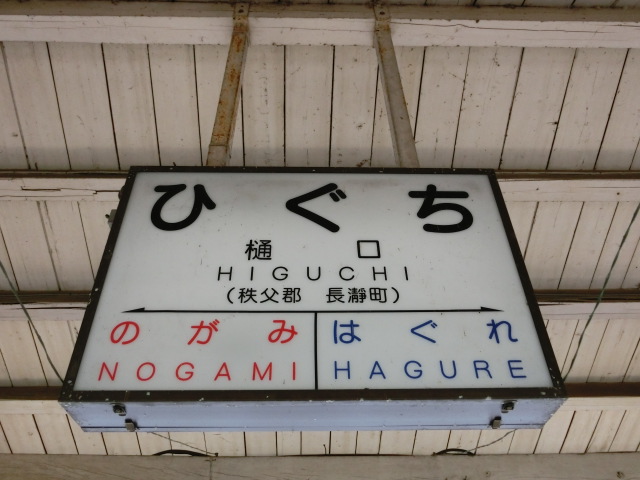 ひぐち
樋口
HIGUCHI
(秩父郡 長瀞町)
のがみ はぐれ
NOGAMI HAGURE